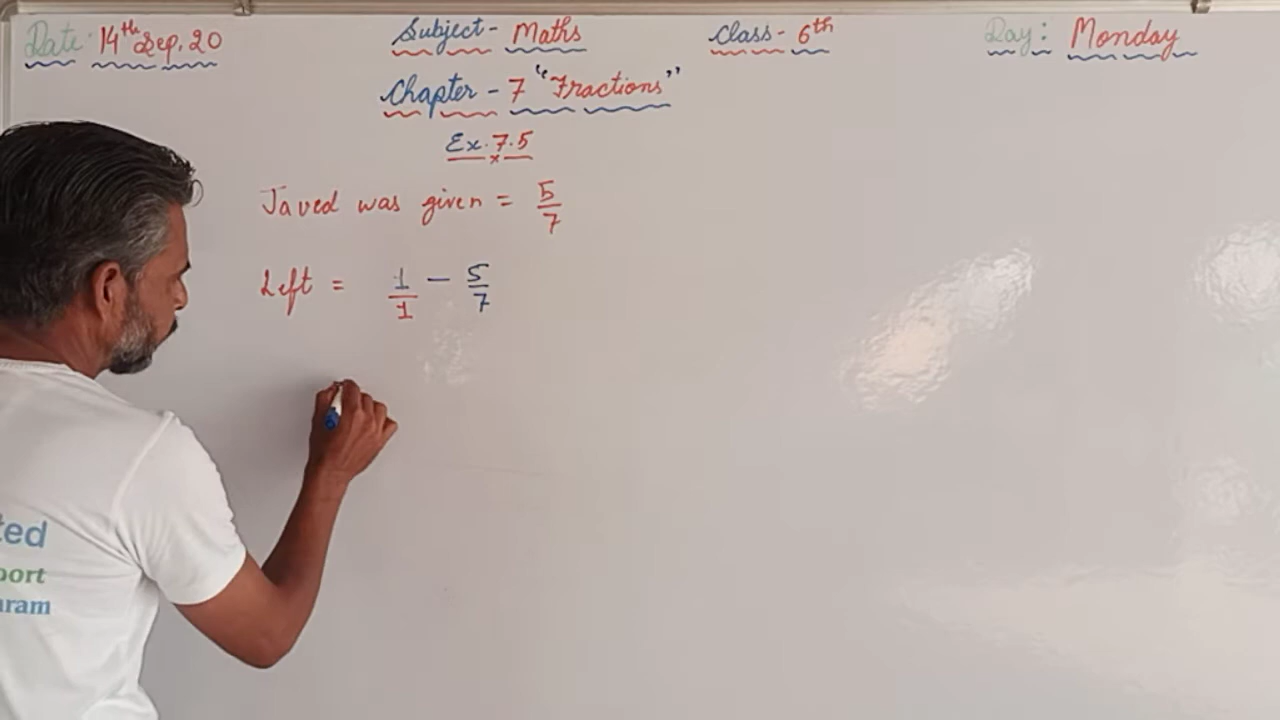 Date: 14th Sep. 20 Subject- Maths Class- 6th Day: Monday
Chapter - 7 "Fractions"
Ex. 7.5
Javed was given = 5/7
Left = 1/1 - 5/7
ted
port
aram